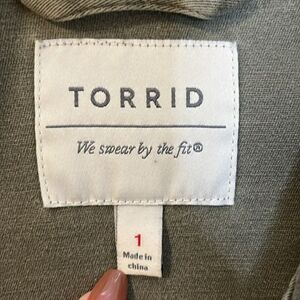 TORRID
We swear by the fit®
1
Made in
china